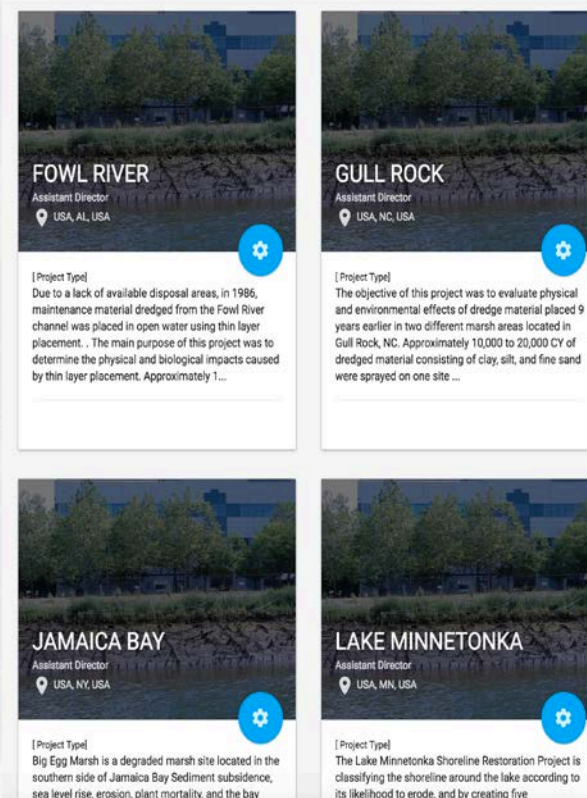 FOWL RIVER
Assistant Director
USA, AL, USA
[ Project Type]
Due to a lack of available disposal areas, in 1986,
maintenance material dredged from the Fowl River
channel was placed in open water using thin layer
placement. . The main purpose of this project was to
determine the physical and biological impacts caused
by thin layer placement. Approximately 1...
GULL ROCK
Assistant Director
USA, NC, USA
[ Project Type]
The objective of this project was to evaluate physical
and environmental effects of dredge material placed 9
years earlier in two different marsh areas located in
Gull Rock, NC. Approximately 10,000 to 20,000 CY of
dredged material consisting of clay, silt, and fine sand
were sprayed on one site ...
JAMAICA BAY
Assistant Director
USA, NY, USA
[ Project Type]
Big Egg Marsh is a degraded marsh site located in the
southern side of Jamaica Bay Sediment subsidence,
sea level rise, erosion, plant mortality, and the bay
LAKE MINNETONKA
Assistant Director
USA, MN, USA
[ Project Type]
The Lake Minnetonka Shoreline Restoration Project is
classifying the shoreline around the lake according to
its likelihood to erode, and by creating five